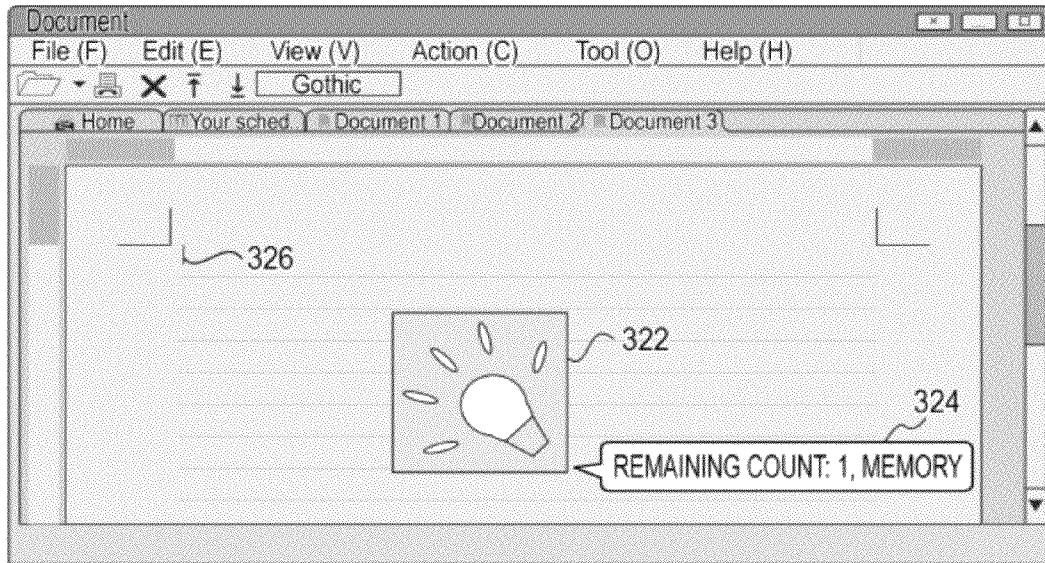 Document
File (F) Edit (E) View (V) Action (C) Tool (O) Help (H)
Gothic
Home Your sched. Document 1 Document 2 Document 3
326
322
324
REMAINING COUNT: 1, MEMORY